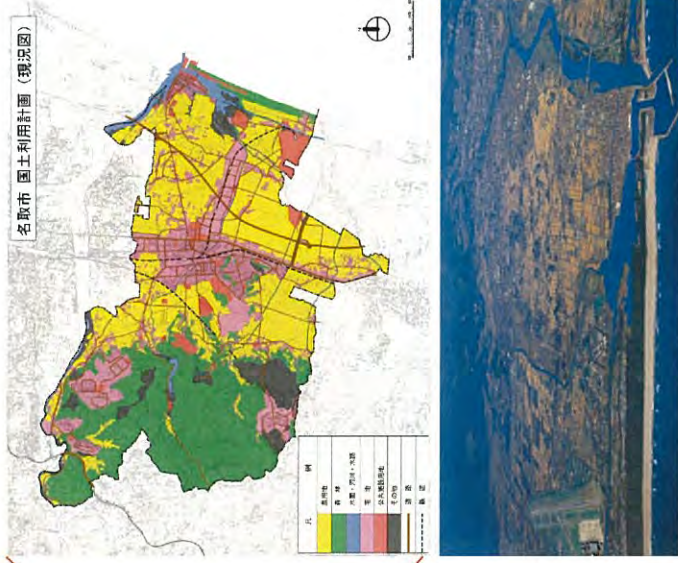 名取市 国土利用計画（現況図）
凡 例
農用地
森 林
水面・河川・水路
宅 地
公共施設用地
その他
道 路
鉄 道